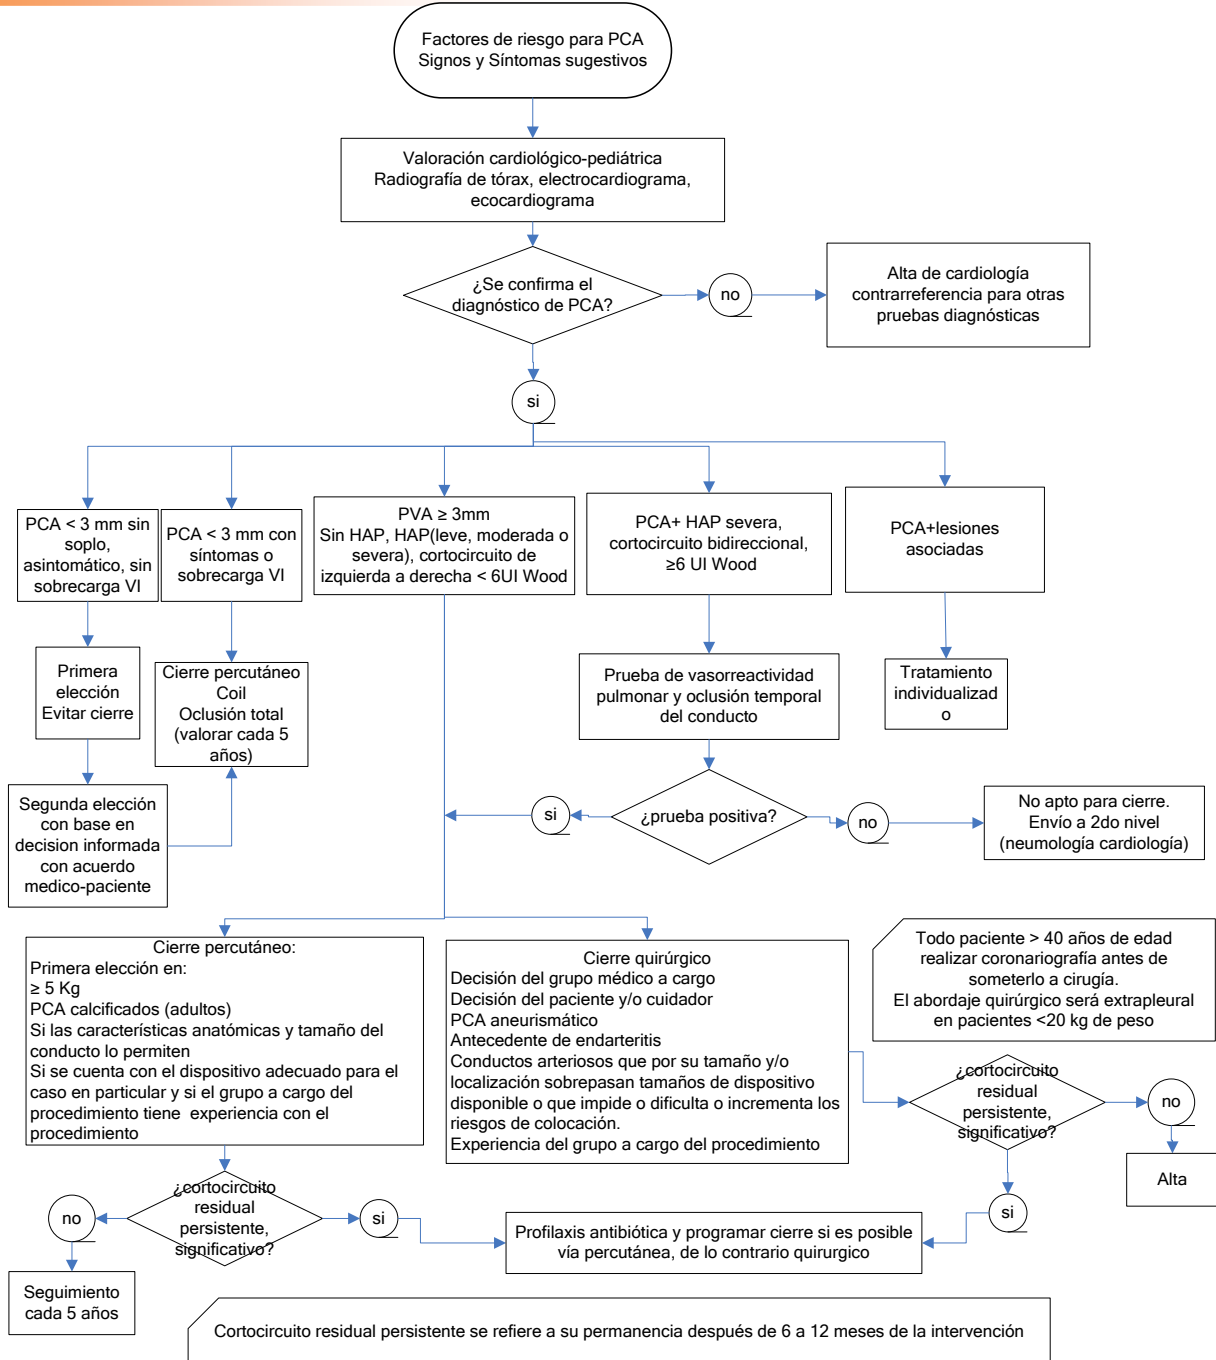 Factores de riesgo para PCA
Signos y Síntomas sugestivos
Valoración cardiológico-pediátrica
Radiografía de tórax, electrocardiograma,
ecocardiograma
¿Se confirma el
diagnóstico de PCA?
no
Alta de cardiología
contrarreferencia para otras
pruebas diagnósticas
si
PCA < 3 mm sin
soplo,
asintomático, sin
sobrecarga VI
PCA < 3 mm con
síntomas o
sobrecarga VI
PVA ≥ 3mm
Sin HAP, HAP(leve, moderada o
severa), cortocircuito de
izquierda a derecha < 6UI Wood
PCA+ HAP severa,
cortocircuito bidireccional,
≥6 UI Wood
PCA+lesiones
asociadas
Primera
elección
Evitar cierre
Cierre percutáneo
Coil
Oclusión total
(valorar cada 5
años)
Prueba de vasorreactividad
pulmonar y oclusión temporal
del conducto
Tratamiento
individualizad
o
Segunda elección
con base en
decision informada
con acuerdo
medico-paciente
si
¿prueba positiva?
no
No apto para cierre.
Envío a 2do nivel
(neumología cardiología)
Cierre percutáneo:
Primera elección en:
≥ 5 Kg
PCA calcificados (adultos)
Si las características anatómicas y tamaño del
conducto lo permiten
Si se cuenta con el dispositivo adecuado para el
caso en particular y si el grupo a cargo del
procedimiento tiene experiencia con el
procedimiento
Cierre quirúrgico
Decisión del grupo médico a cargo
Decisión del paciente y/o cuidador
PCA aneurismático
Antecedente de endarteritis
Conductos arteriosos que por su tamaño y/o
localización sobrepasan tamaños de dispositivo
disponible o que impide o dificulta o incrementa los
riesgos de colocación.
Experiencia del grupo a cargo del procedimiento
Todo paciente > 40 años de edad
realizar coronariografía antes de
someterlo a cirugía.
El abordaje quirúrgico será extrapleural
en pacientes <20 kg de peso
¿cortocircuito
residual
persistente,
significativo?
no
Alta
si
¿cortocircuito
residual
persistente,
significativo?
no
si
Profilaxis antibiótica y programar cierre si es posible
vía percutánea, de lo contrario quirurgico
Seguimiento
cada 5 años
Cortocircuito residual persistente se refiere a su permanencia después de 6 a 12 meses de la intervención